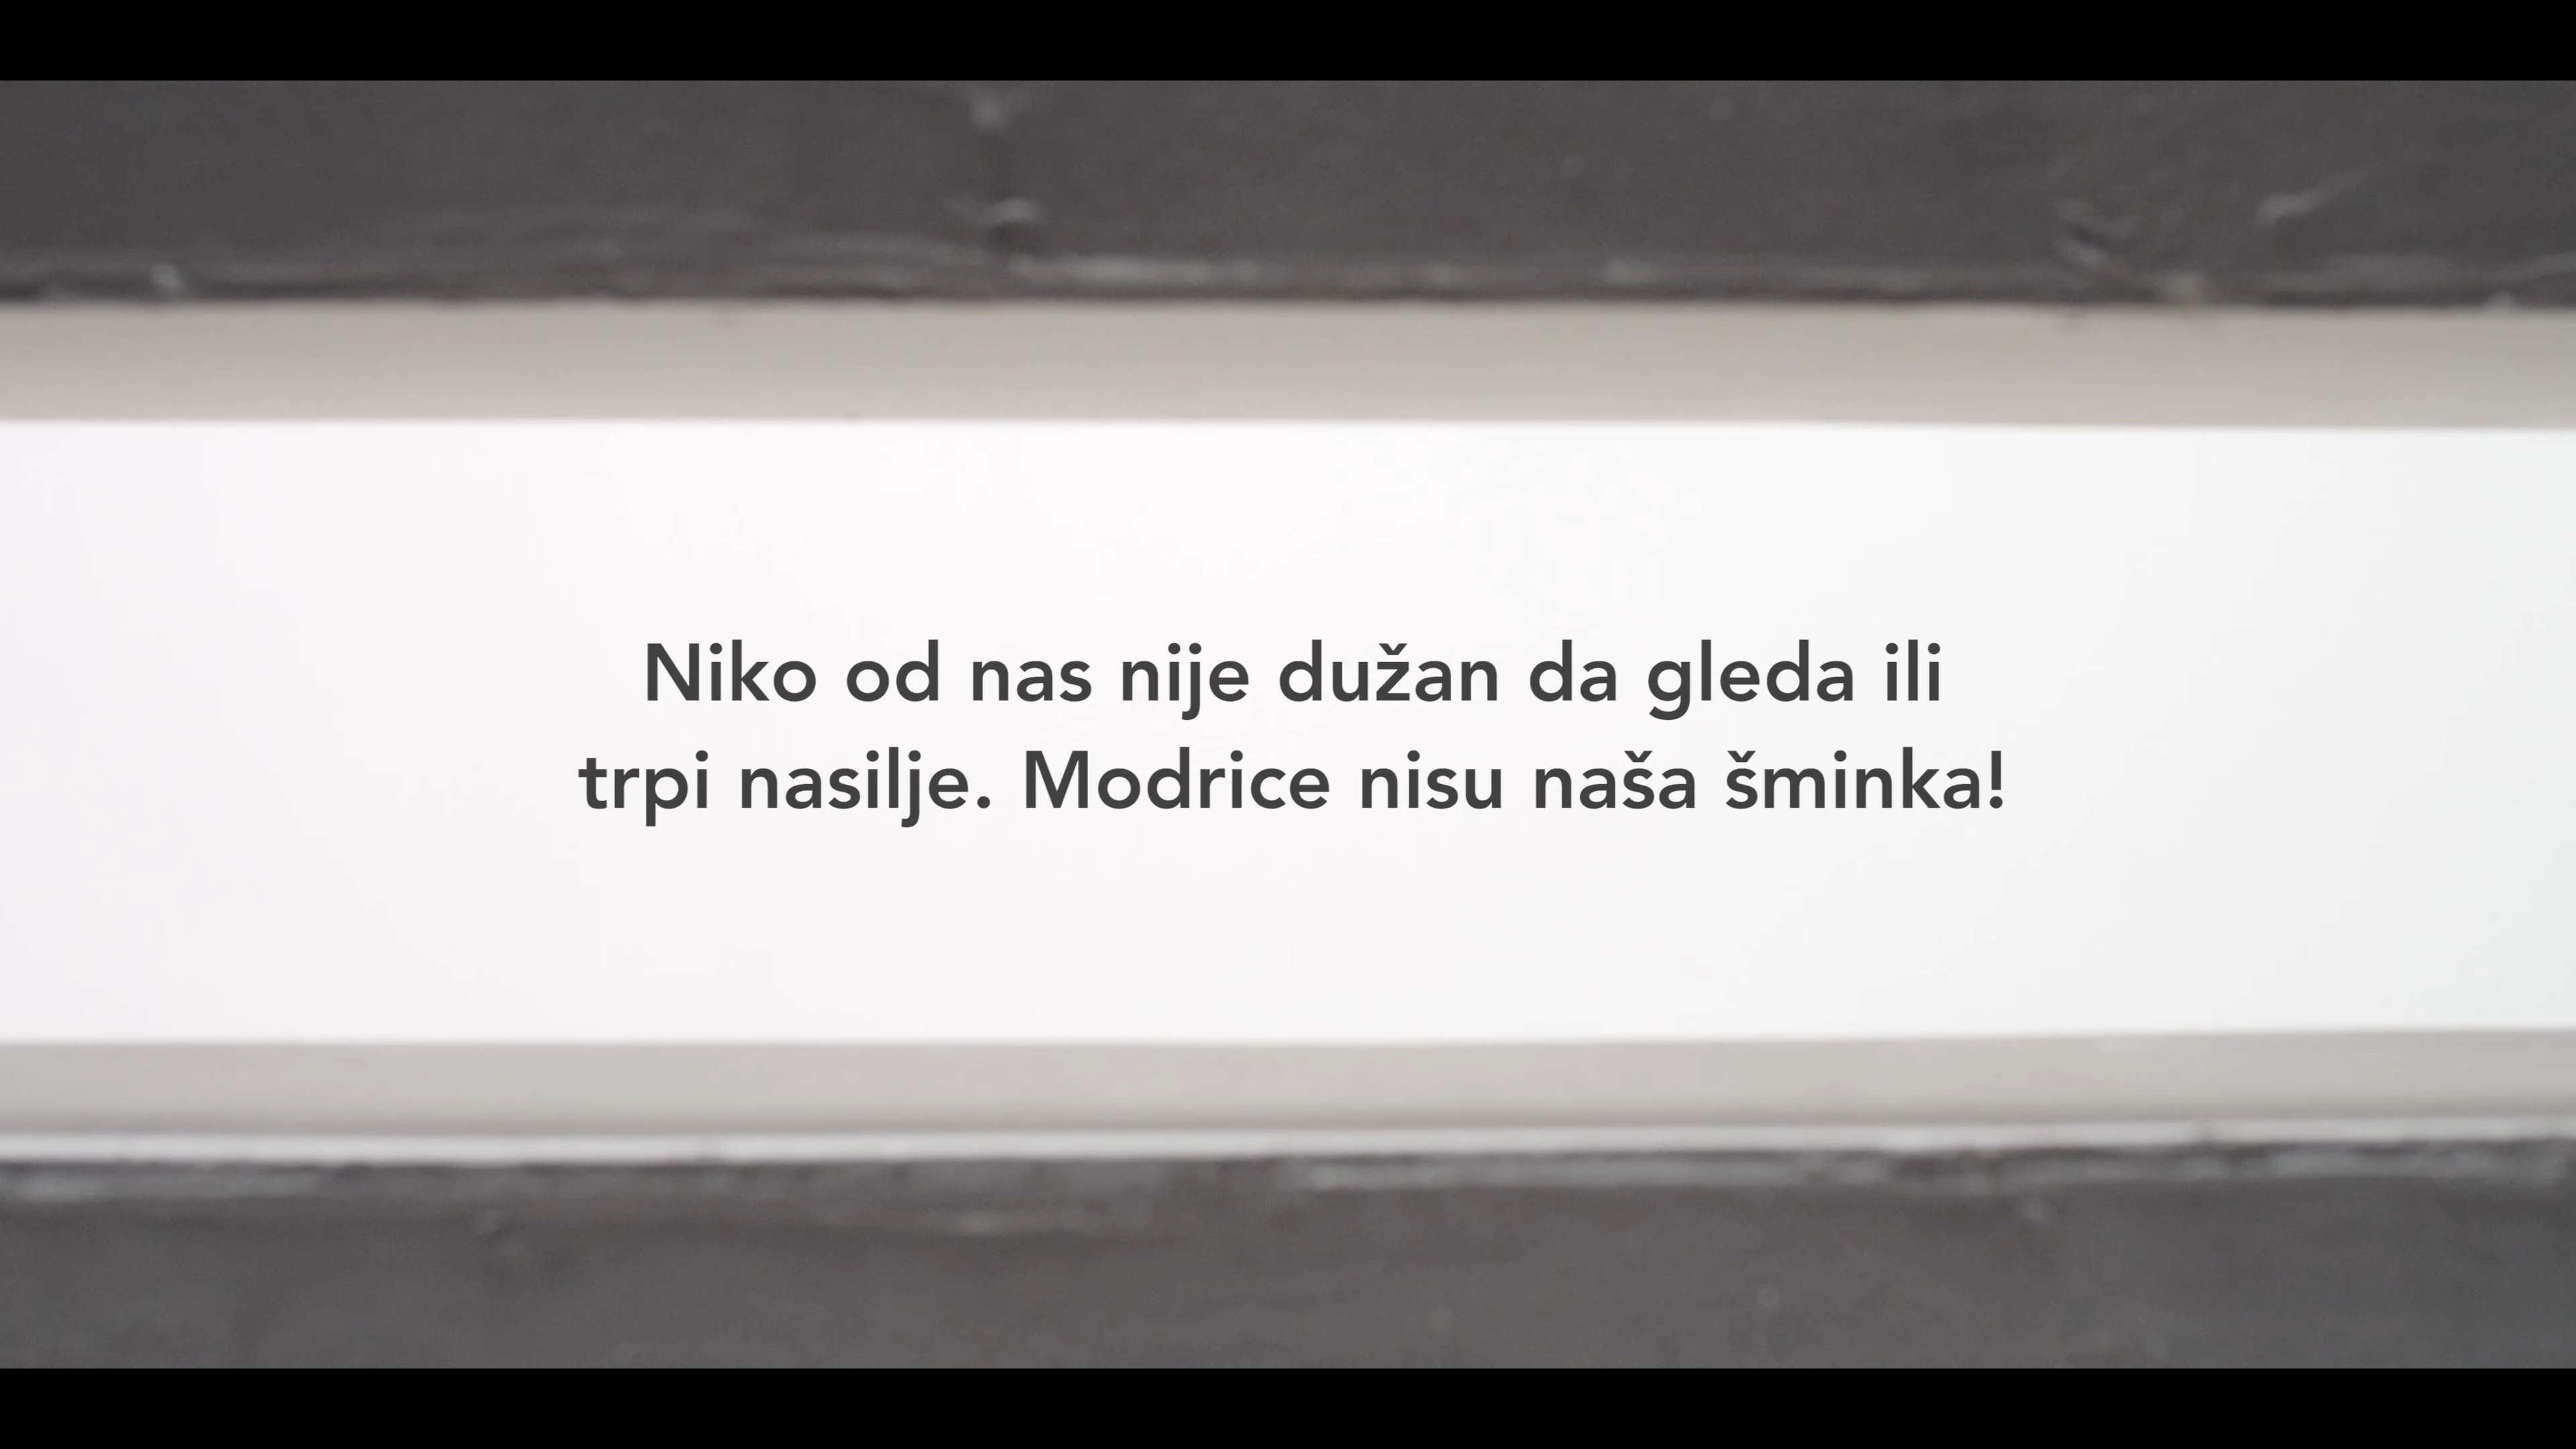 Niko od nas nije dužan da gleda ili
trpi nasilje. Modrice nisu naša šminka!